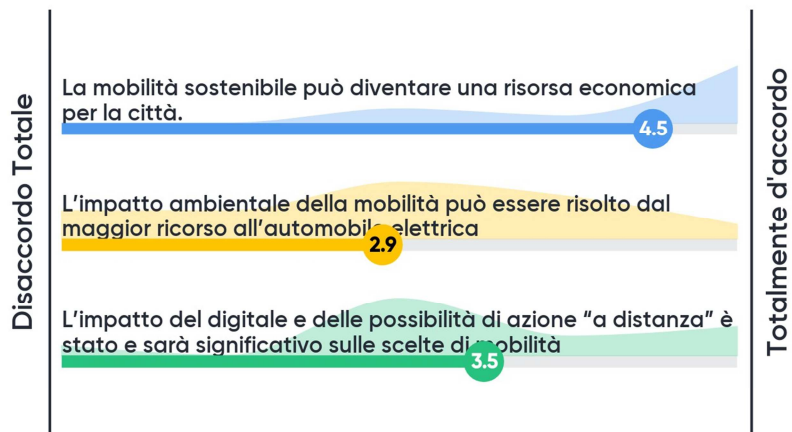 Disaccordo Totale
La mobilità sostenibile può diventare una risorsa economica
per la città.
4.5
L’impatto ambientale della mobilità può essere risolto dal
maggior ricorso all’automobile elettrica
2.9
L’impatto del digitale e delle possibilità di azione “a distanza” è
stato e sarà significativo sulle scelte di mobilità
3.5
Totalmente d'accordo